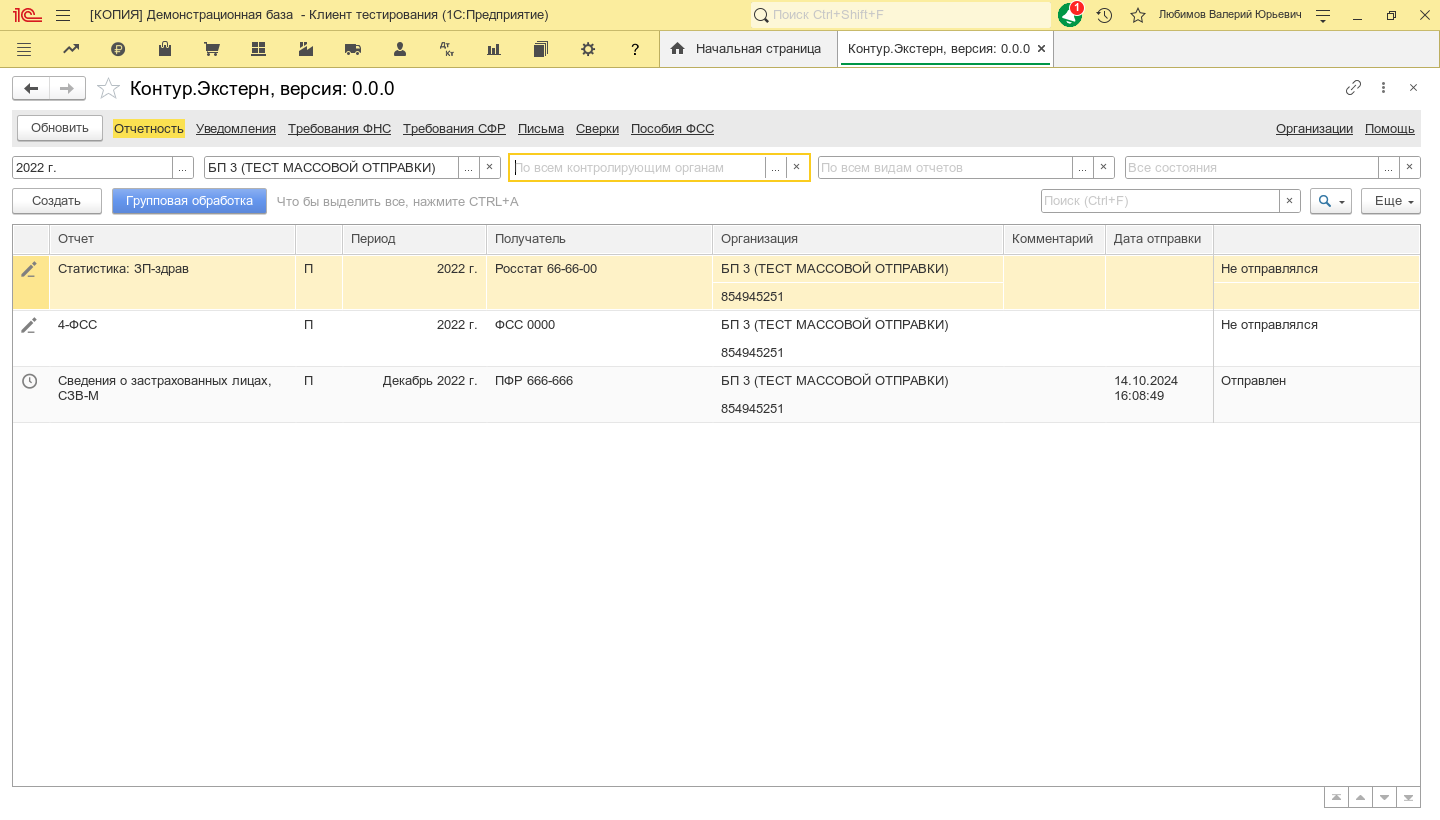 1С [КОПИЯ] Демонстрационная база - Клиент тестирования (1С:Предприятие) Поиск Ctrl+Shift+F 1 Любимов Валерий Юрьевич
Дт Кт ? Начальная страница Контур.Экстерн, версия: 0.0.0
Контур.Экстерн, версия: 0.0.0
Обновить Отчетность Уведомления Требования ФНС Требования СФР Письма Сверки Пособия ФСС Организации Помощь
2022 г. ... БП 3 (ТЕСТ МАССОВОЙ ОТПРАВКИ) ... × По всем контролирующим органам ... × По всем видам отчетов ... × Все состояния ... ×
Создать Групповая обработка Что бы выделить все, нажмите CTRL+A Поиск (Ctrl+F) × Еще
Отчет Период Получатель Организация Комментарий Дата отправки
Статистика: ЗП-здрав П 2022 г. Росстат 66-66-00 БП 3 (ТЕСТ МАССОВОЙ ОТПРАВКИ) Не отправлялся
854945251
4-ФСС П 2022 г. ФСС 0000 БП 3 (ТЕСТ МАССОВОЙ ОТПРАВКИ) Не отправлялся
854945251
Сведения о застрахованных лицах, П Декабрь 2022 г. ПФР 666-666 БП 3 (ТЕСТ МАССОВОЙ ОТПРАВКИ) 14.10.2024 Отправлен
СЗВ-М 16:08:49
854945251